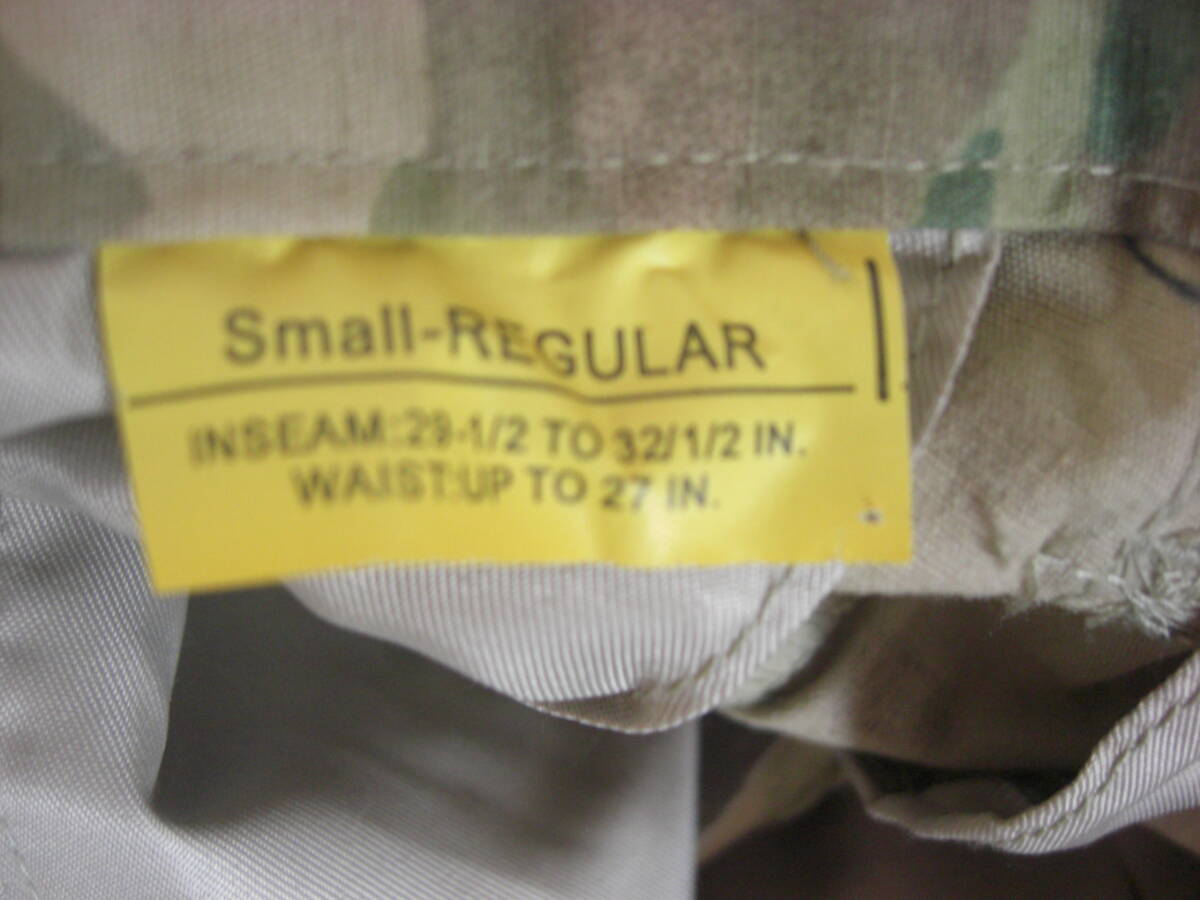 Small-REGULAR
INSEAM:29-1/2 TO 32/1/2 IN.
WAIST:UP TO 27 IN.